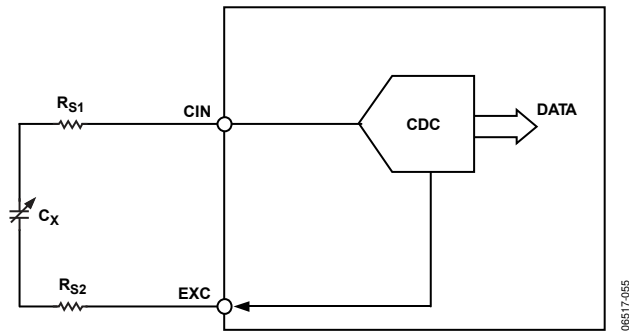 RS1
CIN
CDC
DATA
CX
RS2
EXC
06517-055